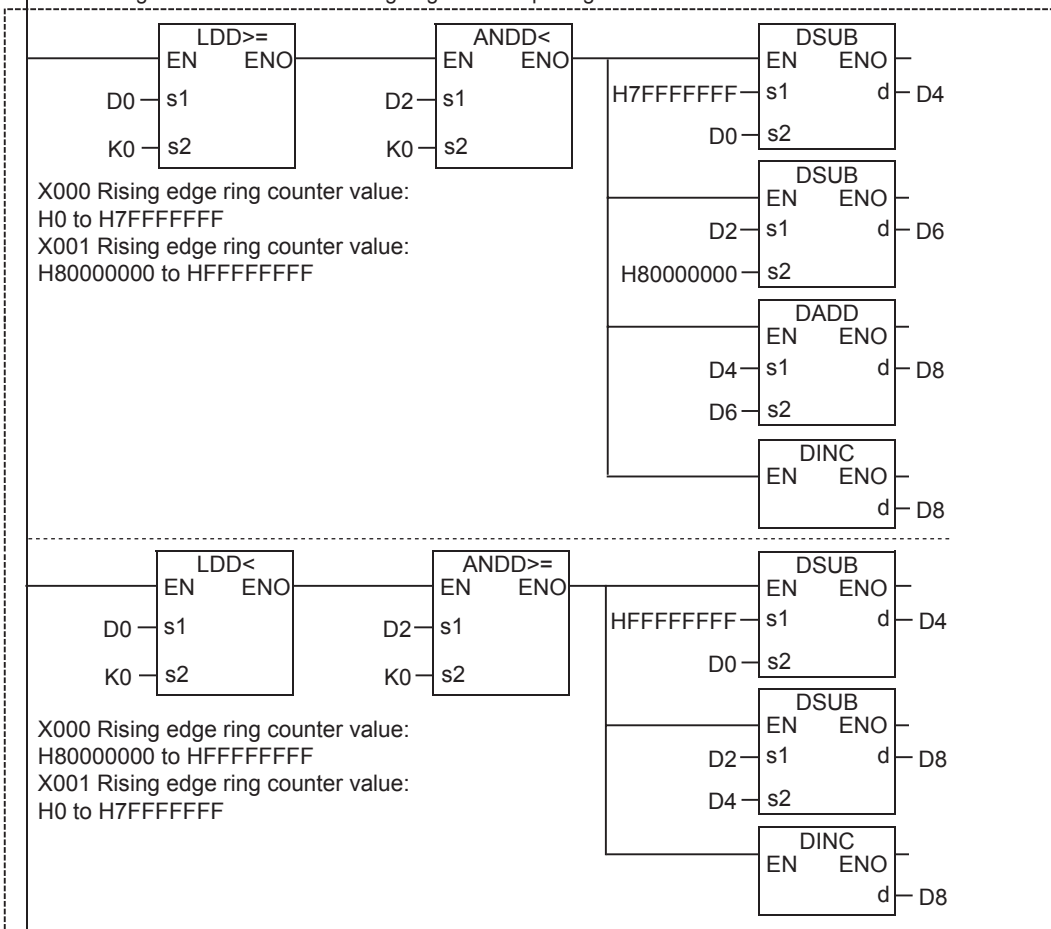 LDD>=
EN ENO
D0 s1
K0 s2
ANDD<
EN ENO
D2 s1
K0 s2
DSUB
EN ENO
H7FFFFFFF s1 d D4
D0 s2
X000 Rising edge ring counter value:
H0 to H7FFFFFFF
X001 Rising edge ring counter value:
H80000000 to HFFFFFFFF
DSUB
EN ENO
D2 s1 d D6
H80000000 s2
DADD
EN ENO
D4 s1 d D8
D6 s2
DINC
EN ENO
d D8
LDD<
EN ENO
D0 s1
K0 s2
ANDD>=
EN ENO
D2 s1
K0 s2
DSUB
EN ENO
HFFFFFFFF s1 d D4
D0 s2
X000 Rising edge ring counter value:
H80000000 to HFFFFFFFF
X001 Rising edge ring counter value:
H0 to H7FFFFFFF
DSUB
EN ENO
D2 s1 d D8
D4 s2
DINC
EN ENO
d D8